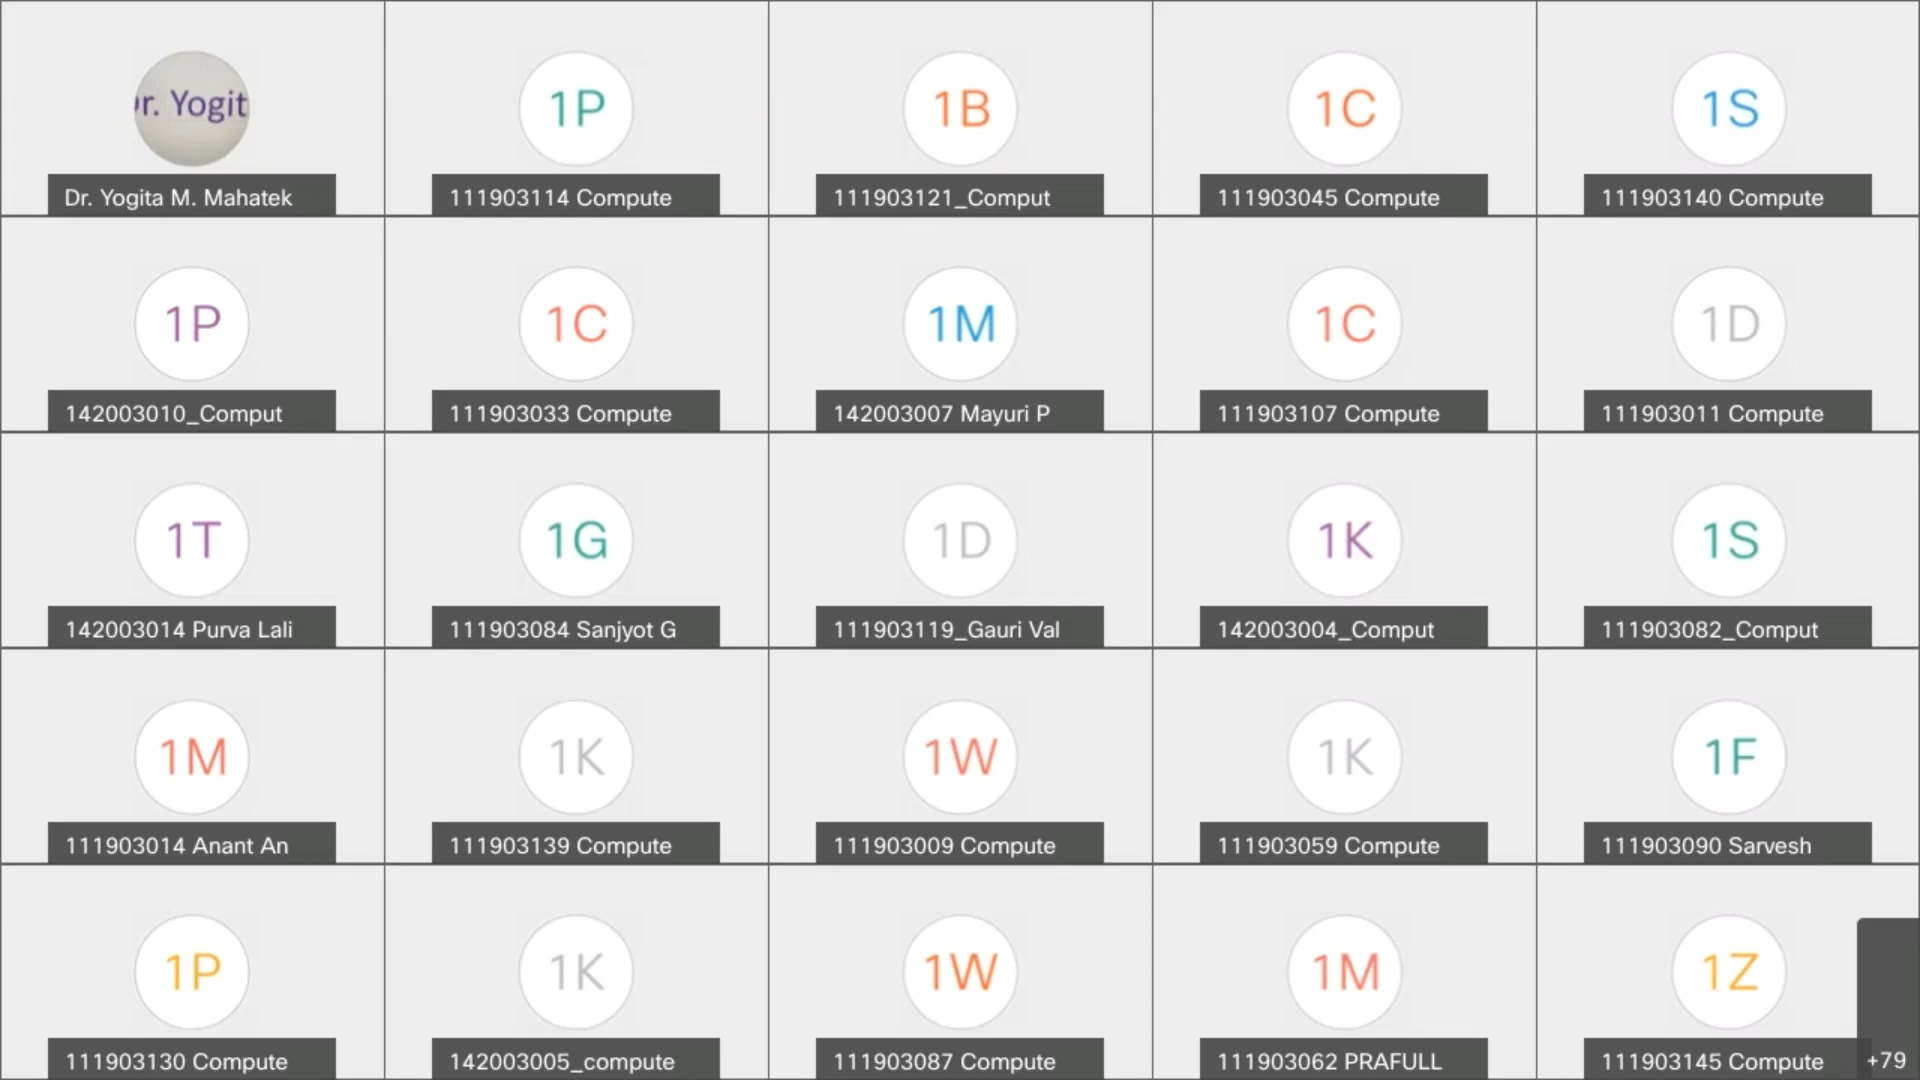 r. Yogit
Dr. Yogita M. Mahatek
1P
111903114 Compute
1B
111903121_Comput
1C
111903045 Compute
1S
111903140 Compute
1P
142003010_Comput
1C
111903033 Compute
1M
142003007 Mayuri P
1C
111903107 Compute
1D
111903011 Compute
1T
142003014 Purva Lali
1G
111903084 Sanjyot G
1D
111903119_Gauri Val
1K
142003004_Comput
1S
111903082_Comput
1M
111903014 Anant An
1K
111903139 Compute
1W
111903009 Compute
1K
111903059 Compute
1F
111903090 Sarvesh
1P
111903130 Compute
1K
142003005_compute
1W
111903087 Compute
1M
111903062 PRAFULL
1Z
111903145 Compute
+79